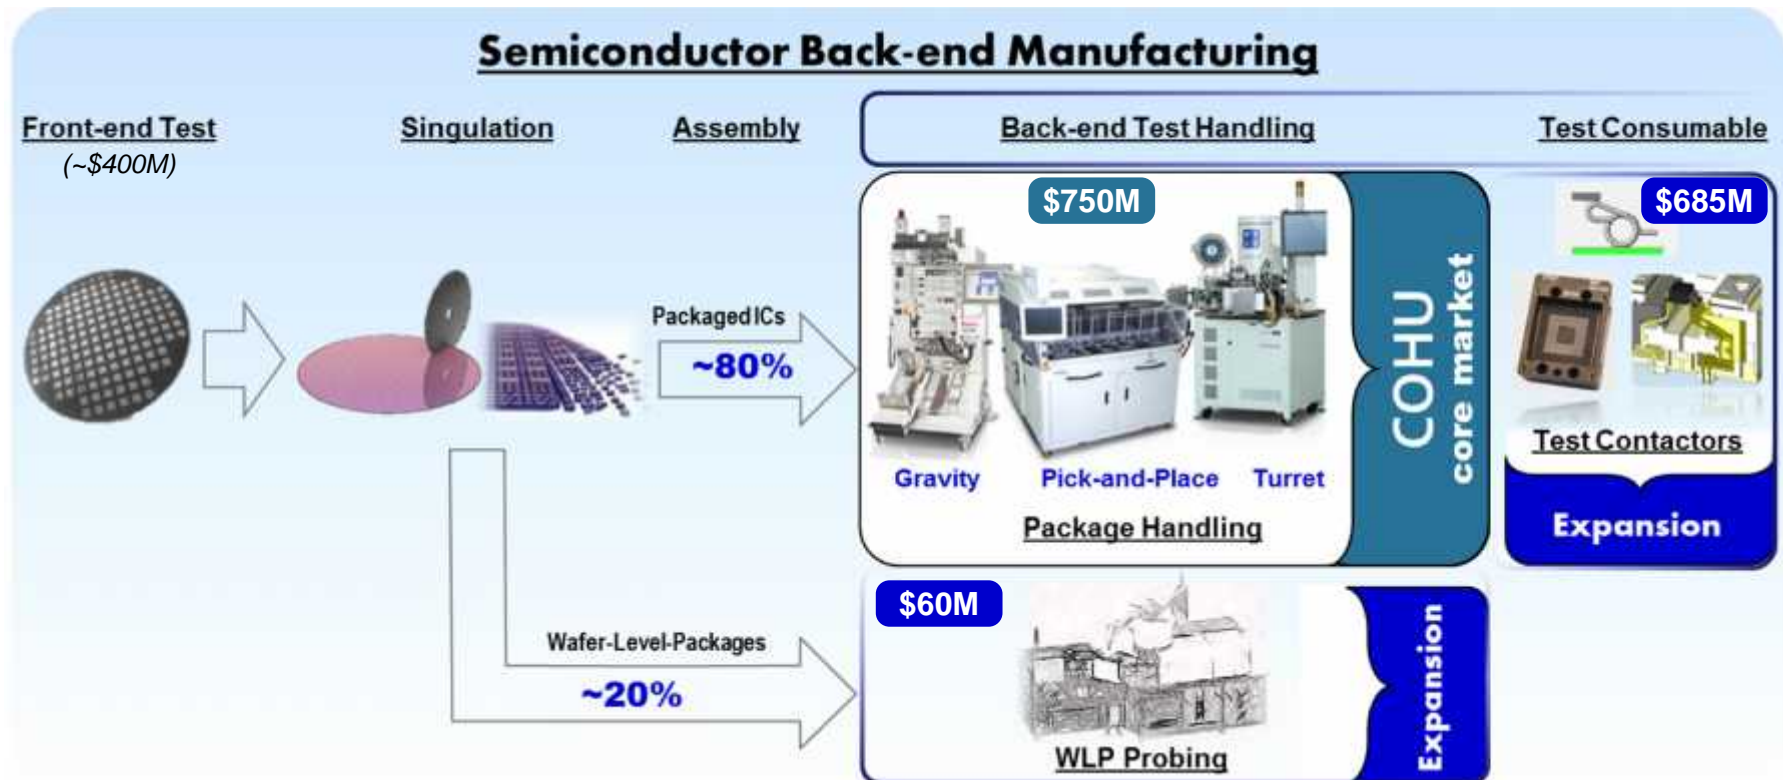 Semiconductor Back-end Manufacturing
Front-end Test
(~$400M)
Singulation
Assembly
Back-end Test Handling
Test Consumable
$750M
$685M
Packaged ICs
~80%
COHU
core market
Gravity
Pick-and-Place
Turret
Package Handling
Test Contactors
Expansion
$60M
Wafer-Level-Packages
~20%
WLP Probing
Expansion